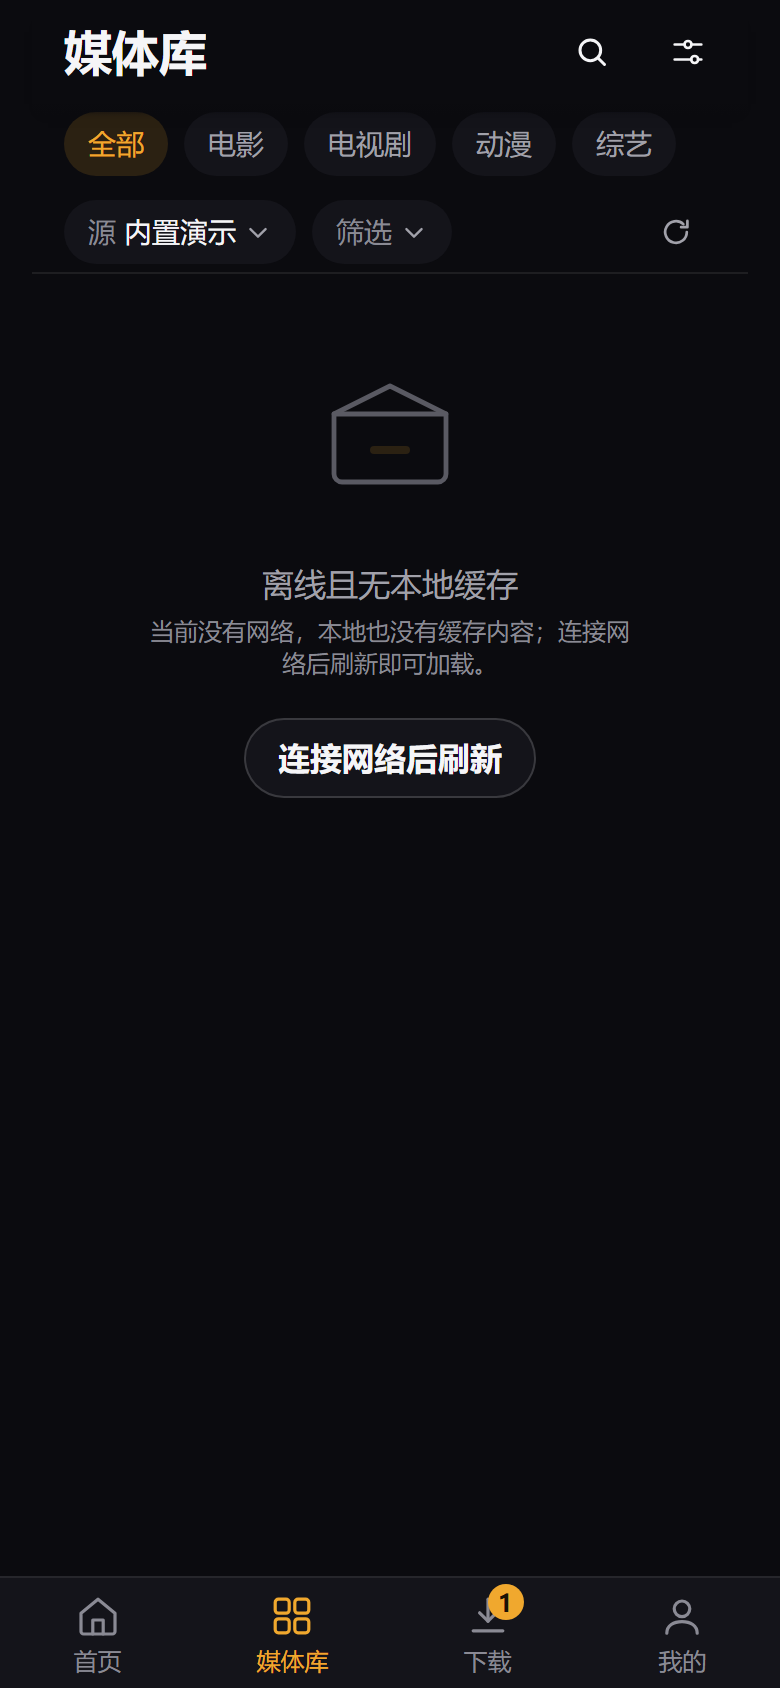 媒体库
全部 电影 电视剧 动漫 综艺
源 内置演示 筛选
离线且无本地缓存
当前没有网络，本地也没有缓存内容；连接网
络后刷新即可加载。
连接网络后刷新
1
首页 媒体库 下载 我的